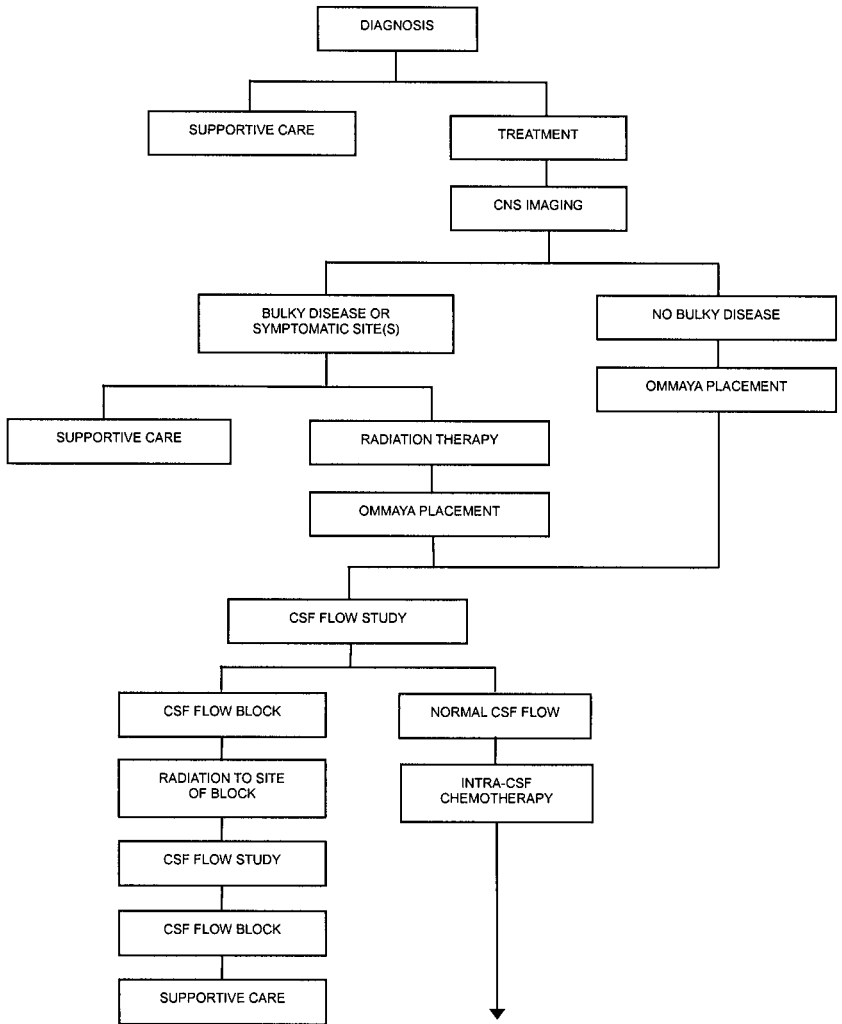 DIAGNOSIS
SUPPORTIVE CARE
TREATMENT
CNS IMAGING
BULKY DISEASE OR
SYMPTOMATIC SITE(S)
NO BULKY DISEASE
OMMAYA PLACEMENT
SUPPORTIVE CARE
RADIATION THERAPY
OMMAYA PLACEMENT
CSF FLOW STUDY
CSF FLOW BLOCK
NORMAL CSF FLOW
RADIATION TO SITE
OF BLOCK
INTRA-CSF
CHEMOTHERAPY
CSF FLOW STUDY
CSF FLOW BLOCK
SUPPORTIVE CARE